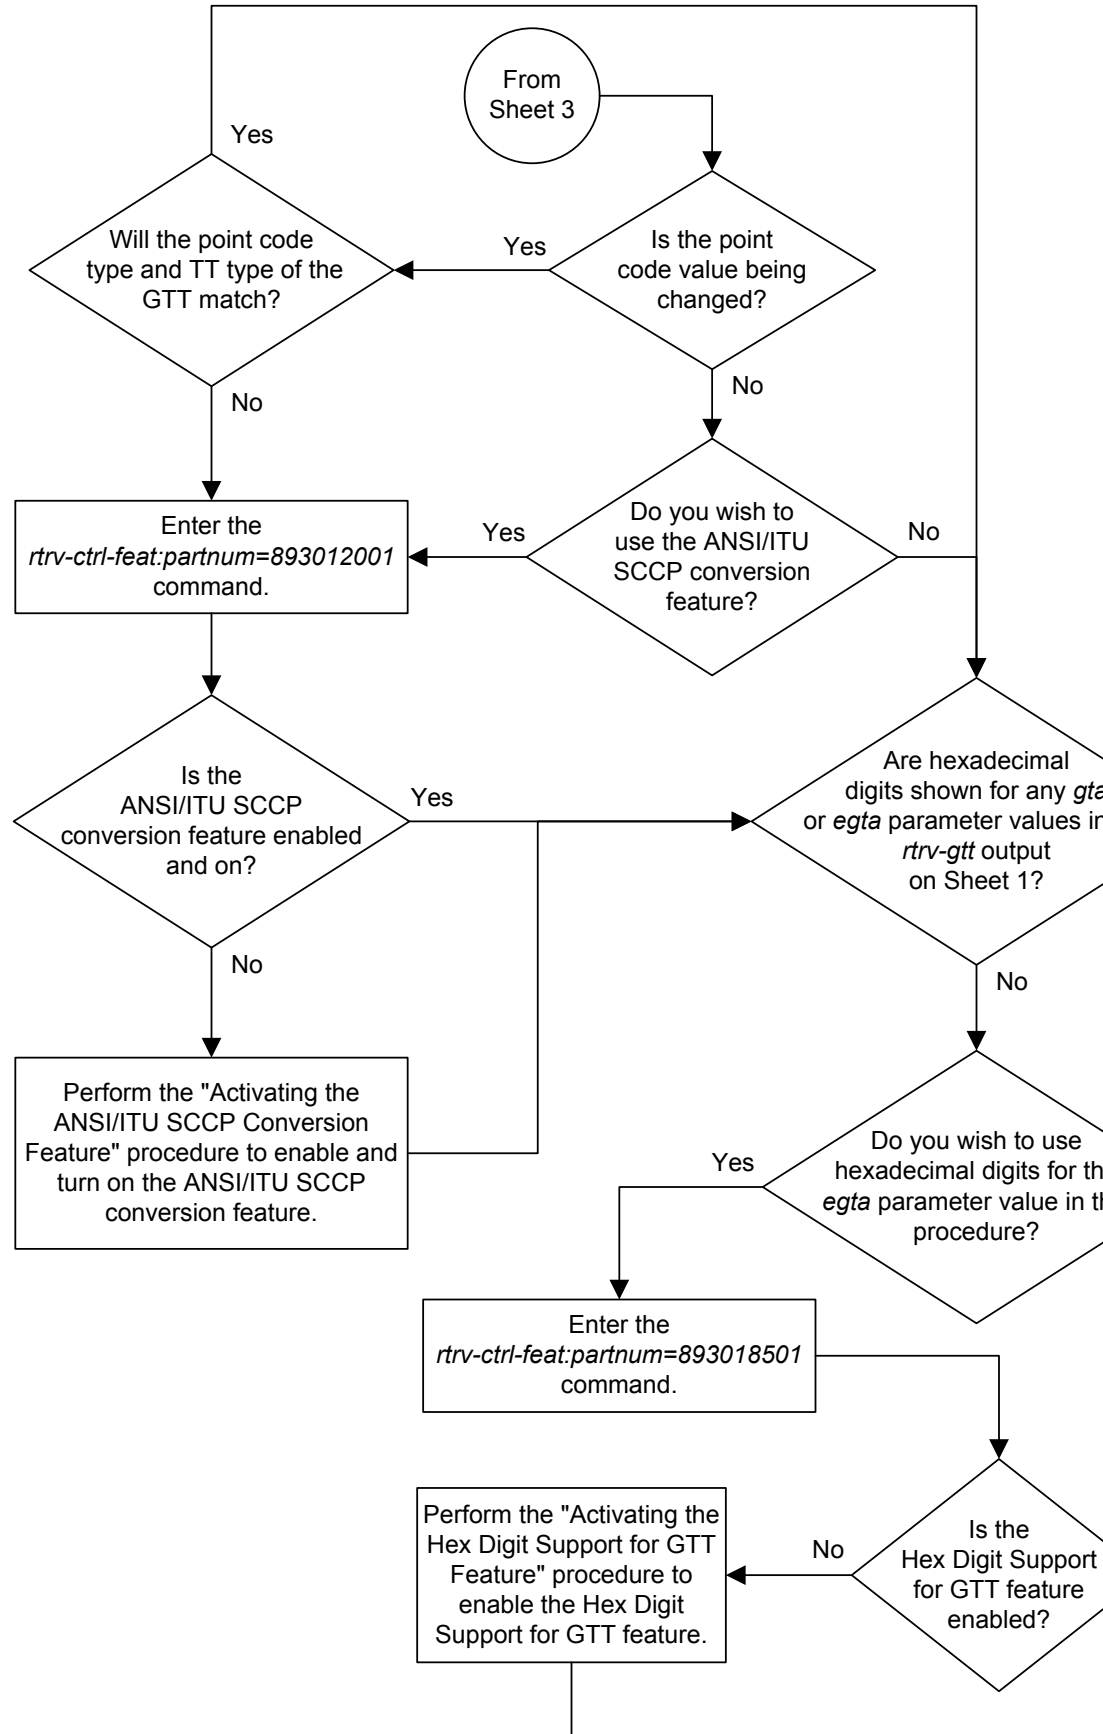 From
Sheet 3
Yes
Will the point code
type and TT type of the
GTT match?
Yes
Is the point
code value being
changed?
No
No
Enter the
rtrv-ctrl-feat:partnum=893012001
command.
Yes
Do you wish to
use the ANSI/ITU
SCCP conversion
feature?
No
Is the
ANSI/ITU SCCP
conversion feature enabled
and on?
Yes
Are hexadecimal
digits shown for any gta
or egta parameter values in
rtrv-gtt output
on Sheet 1?
No
No
Perform the "Activating the
ANSI/ITU SCCP Conversion
Feature" procedure to enable and
turn on the ANSI/ITU SCCP
conversion feature.
Yes
Do you wish to use
hexadecimal digits for
egta parameter value in
procedure?
Enter the
rtrv-ctrl-feat:partnum=893018501
command.
Perform the "Activating the
Hex Digit Support for GTT
Feature" procedure to
enable the Hex Digit
Support for GTT feature.
No
Is the
Hex Digit Support
for GTT feature
enabled?